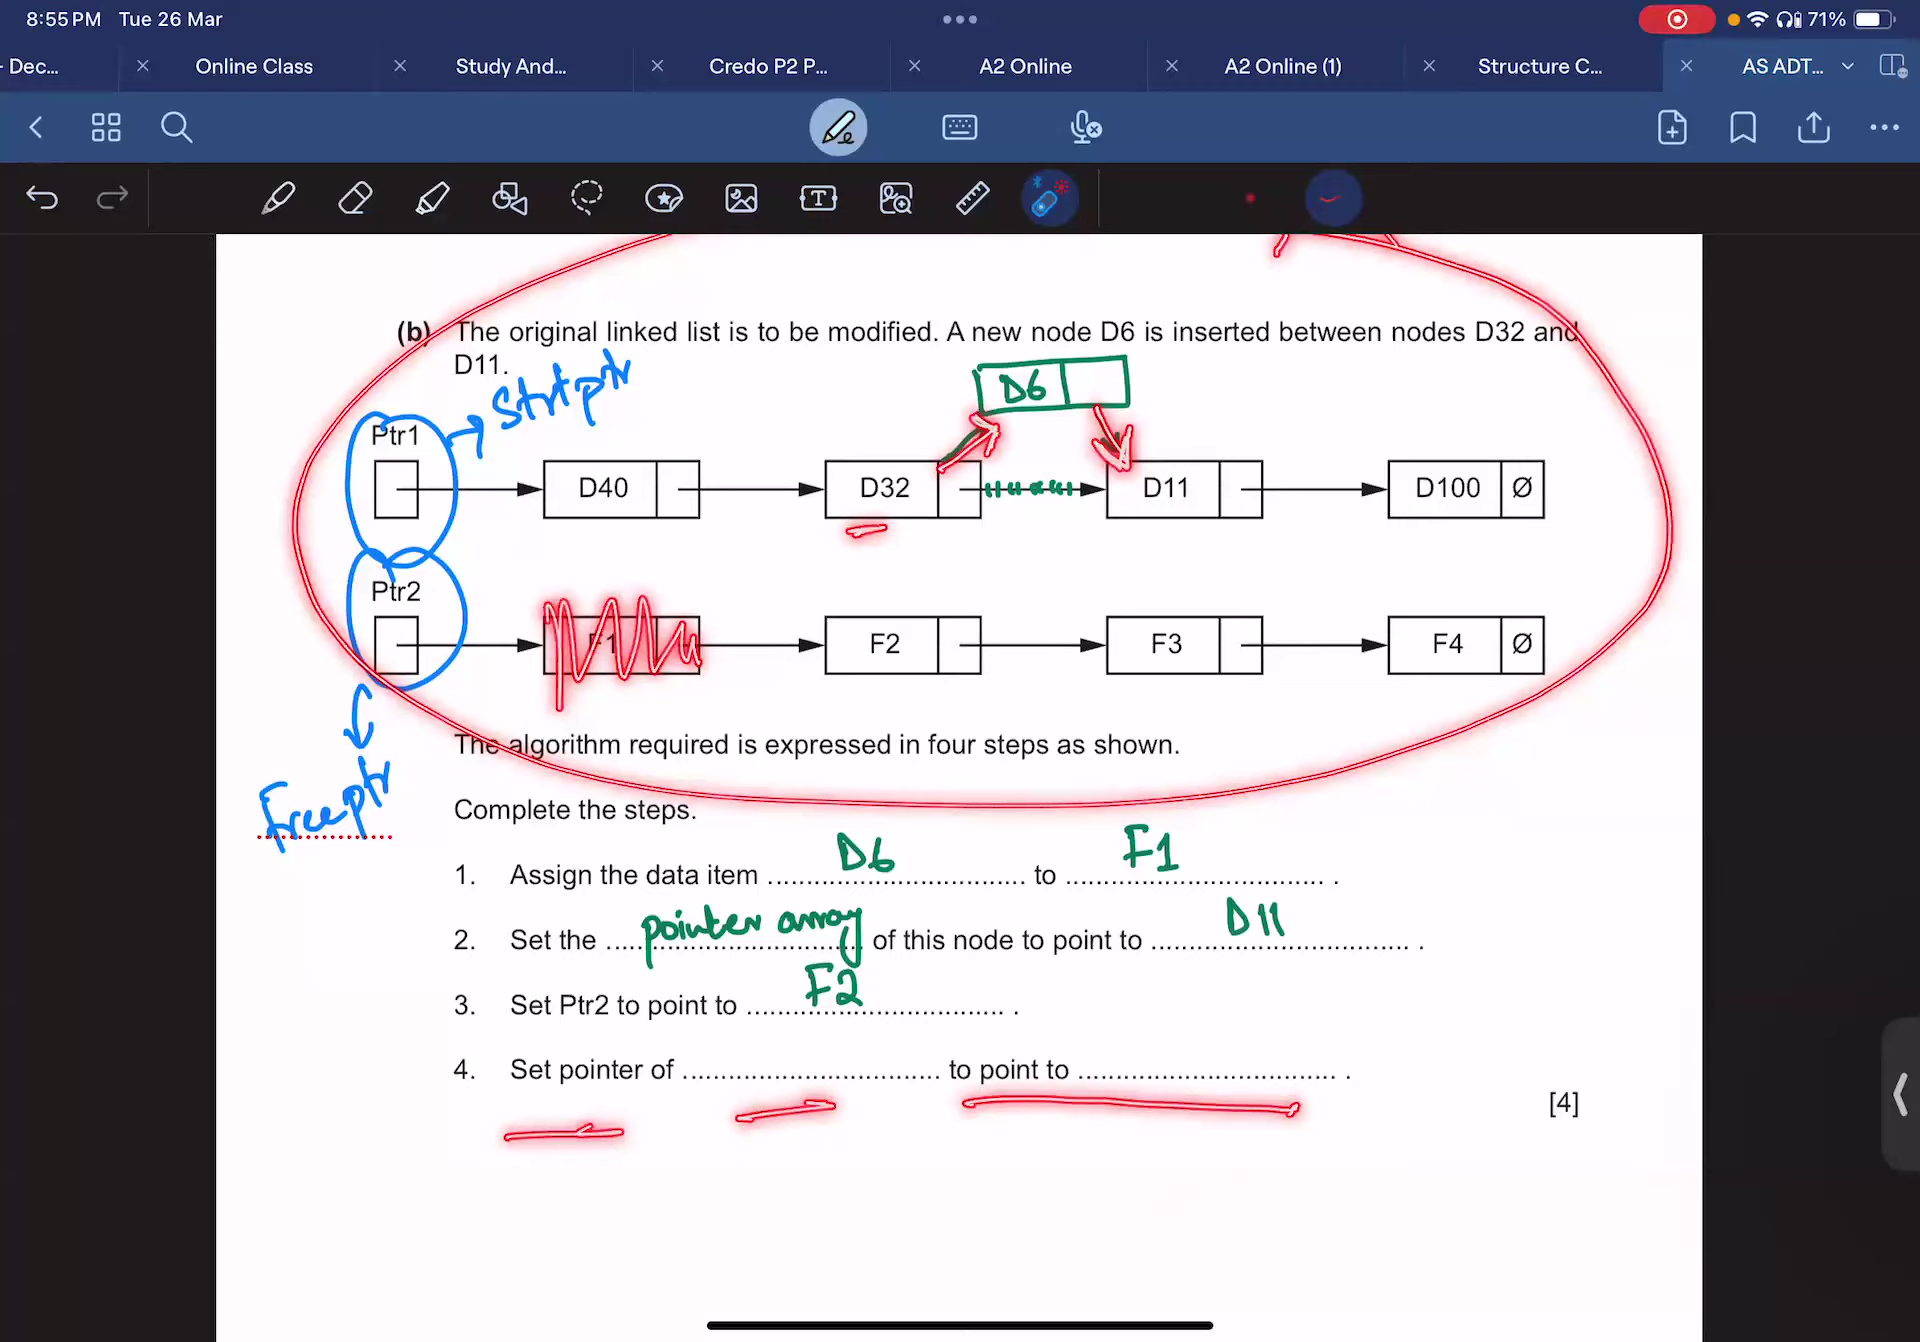 8:55 PM Tue 26 Mar
71%
- Dec...
Online Class
Study And...
Credo P2 P...
A2 Online
A2 Online (1)
Structure C...
AS ADT...
(b) The original linked list is to be modified. A new node D6 is inserted between nodes D32 and
D11.
Strtptr
D6
Ptr1
D40 D32 D11 D100 Ø
Ptr2
F1 F2 F3 F4 Ø
The algorithm required is expressed in four steps as shown.
Freeptr
Complete the steps.
1. Assign the data item D6 to F1 .
2. Set the pointer array of this node to point to D11 .
3. Set Ptr2 to point to F2 .
4. Set pointer of ................................. to point to ................................. .
[4]